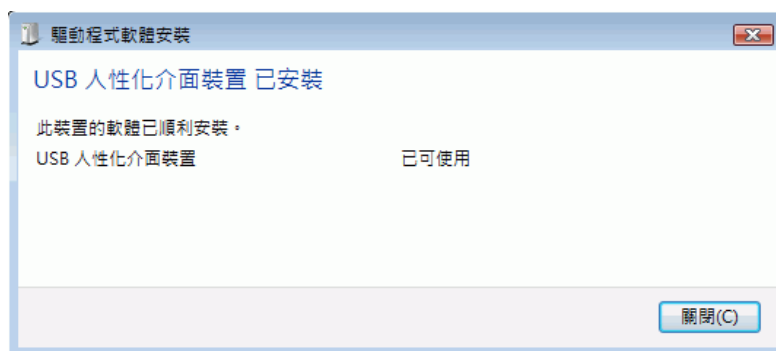 驅動程式軟體安裝
USB 人性化介面裝置 已安裝
此裝置的軟體已順利安裝。
USB 人性化介面裝置 已可使用
關閉(C)